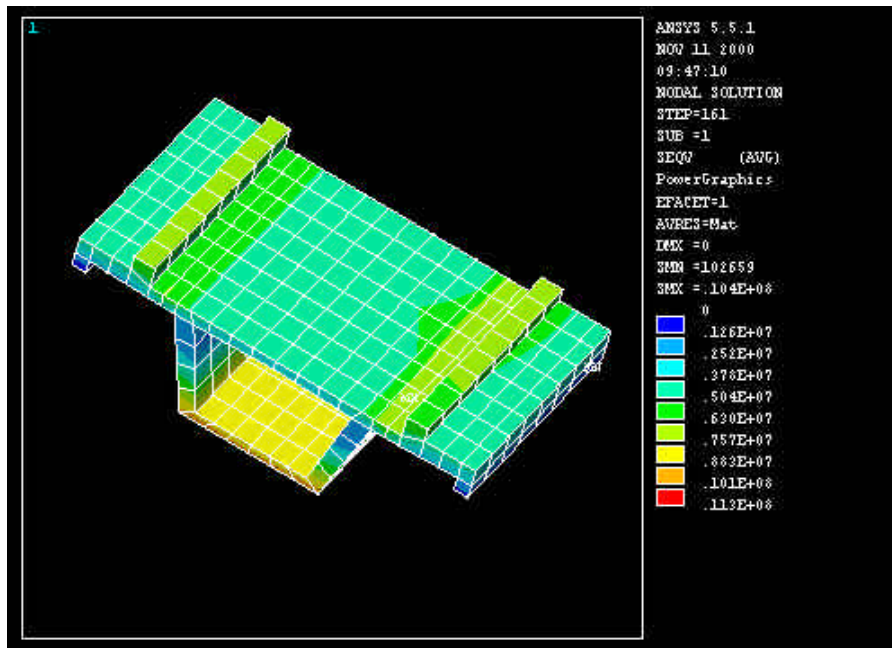 1
ANSYS 5.5.1
NOV 11 2000
09:47:10
NODAL SOLUTION
STEP=161
SUB =1
SEQV (AVG)
PowerGraphics
EFACET=1
AVRES=Mat
DMX =0
SMN =102659
SMX =.104E+08
0
.126E+07
.252E+07
.378E+07
.504E+07
.630E+07
.757E+07
.883E+07
.101E+08
.113E+08